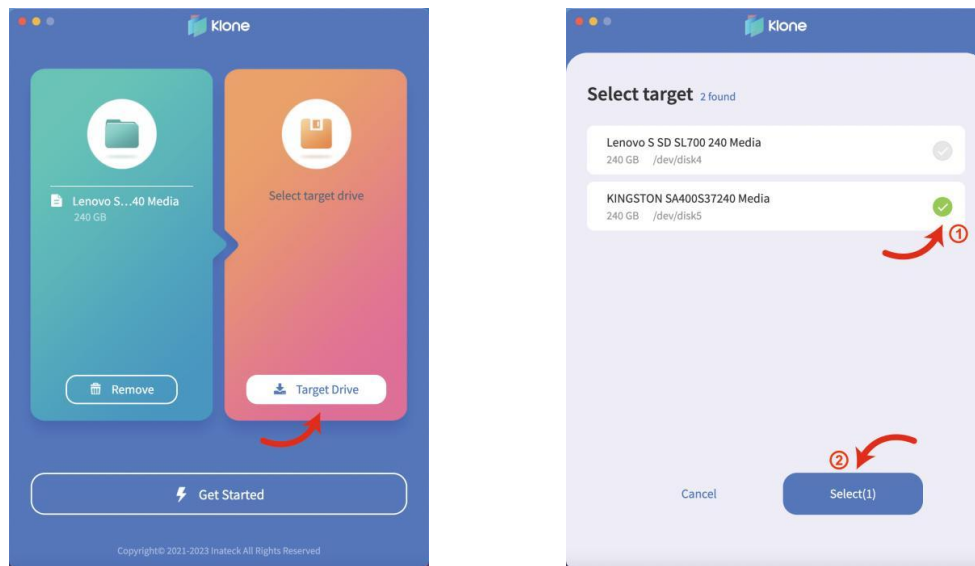 Klone
Lenovo S...40 Media
240 GB
Remove
Select target drive
Target Drive
Get Started
Copyright© 2021-2023 Inateck All Rights Reserved
Klone
Select target 2 found
Lenovo S SD SL700 240 Media
240 GB /dev/disk4
KINGSTON SA400S37240 Media
240 GB /dev/disk5
①
②
Cancel
Select(1)